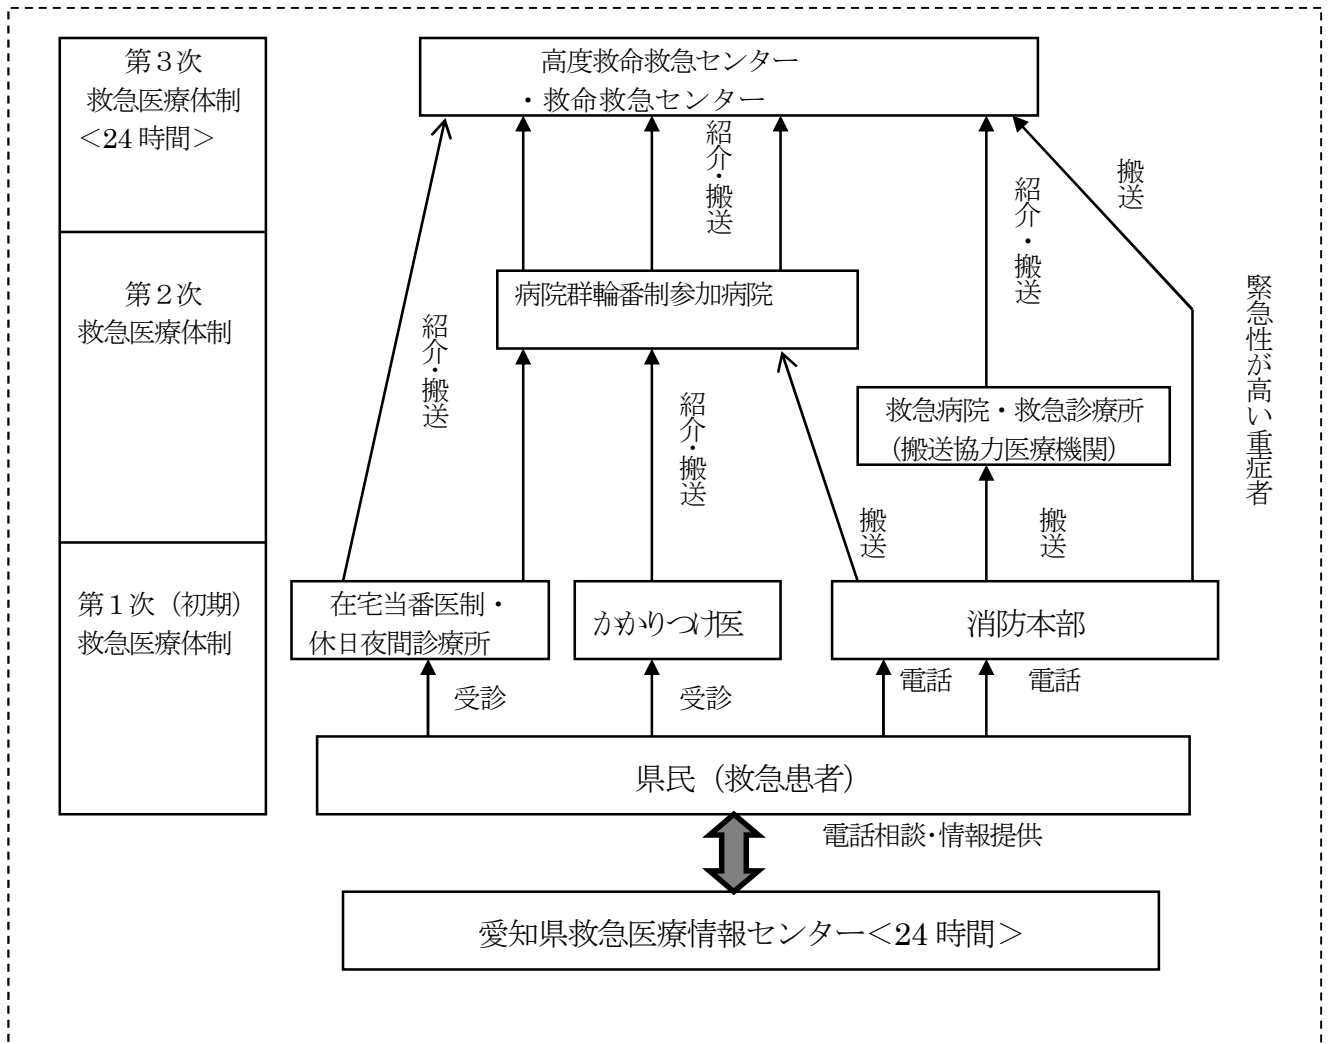 第３次
救急医療体制
＜24時間＞
高度救命救急センター
・救命救急センター
紹介・搬送
紹介・搬送
搬送
緊急性が高い重症者
第２次
救急医療体制
病院群輪番制参加病院
紹介・搬送
紹介・搬送
救急病院・救急診療所
（搬送協力医療機関）
搬送
搬送
第１次（初期）
救急医療体制
在宅当番医制・
休日夜間診療所
かかりつけ医
消防本部
受診
受診
電話
電話
県民（救急患者）
電話相談・情報提供
愛知県救急医療情報センター＜24時間＞